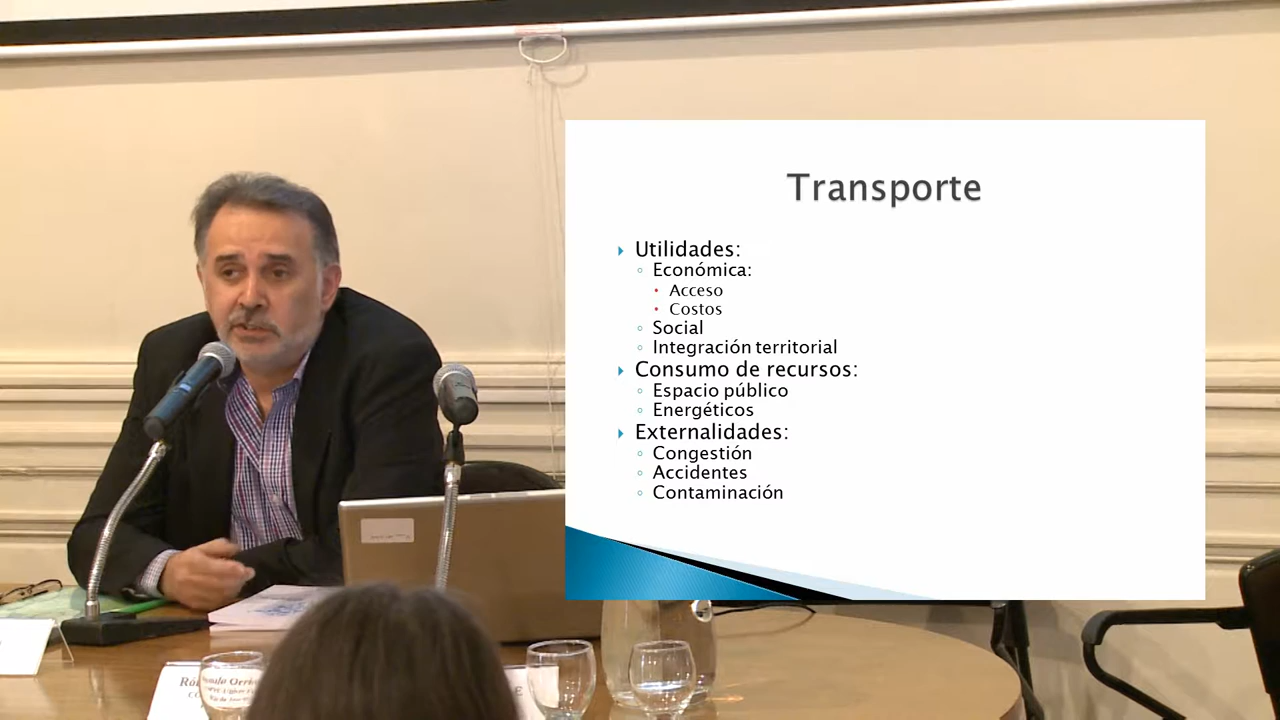 Transporte
Utilidades:
Económica:
Acceso
Costos
Social
Integración territorial
Consumo de recursos:
Espacio público
Energéticos
Externalidades:
Congestión
Accidentes
Contaminación